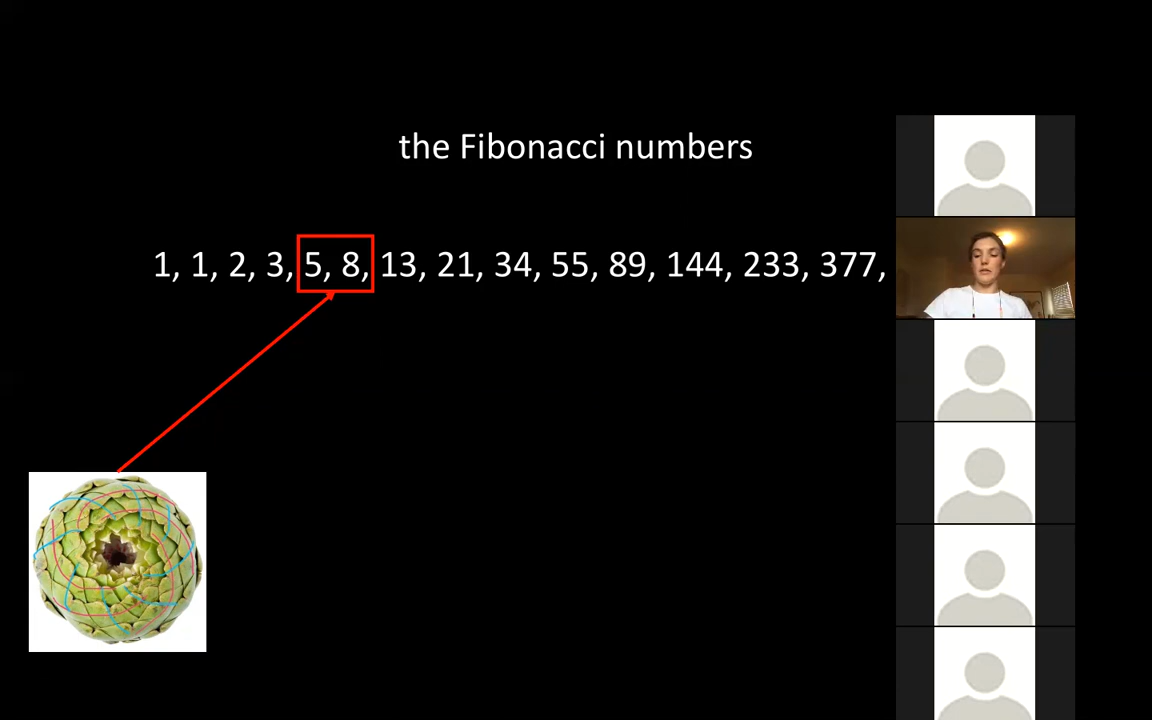 the Fibonacci numbers
1, 1, 2, 3, 5, 8, 13, 21, 34, 55, 89, 144, 233, 377,